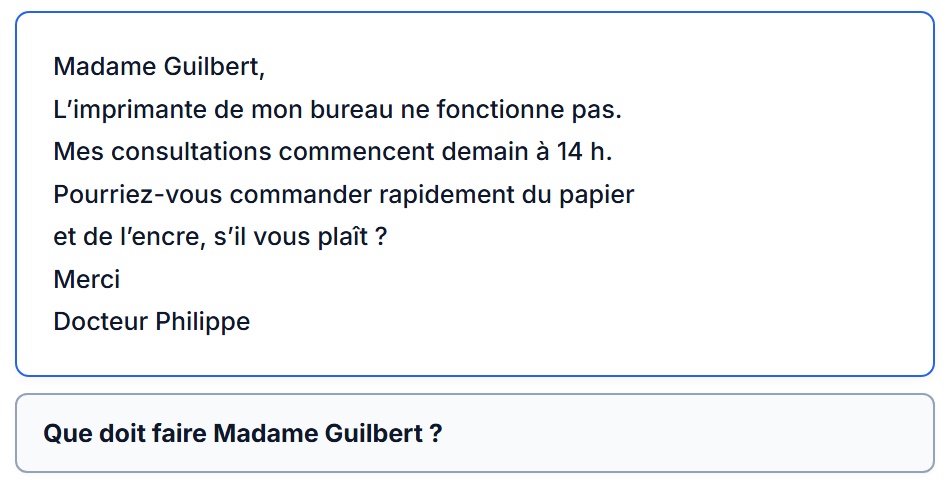 Madame Guilbert,
L’imprimante de mon bureau ne fonctionne pas.
Mes consultations commencent demain à 14 h.
Pourriez-vous commander rapidement du papier
et de l’encre, s’il vous plaît ?
Merci
Docteur Philippe
Que doit faire Madame Guilbert ?